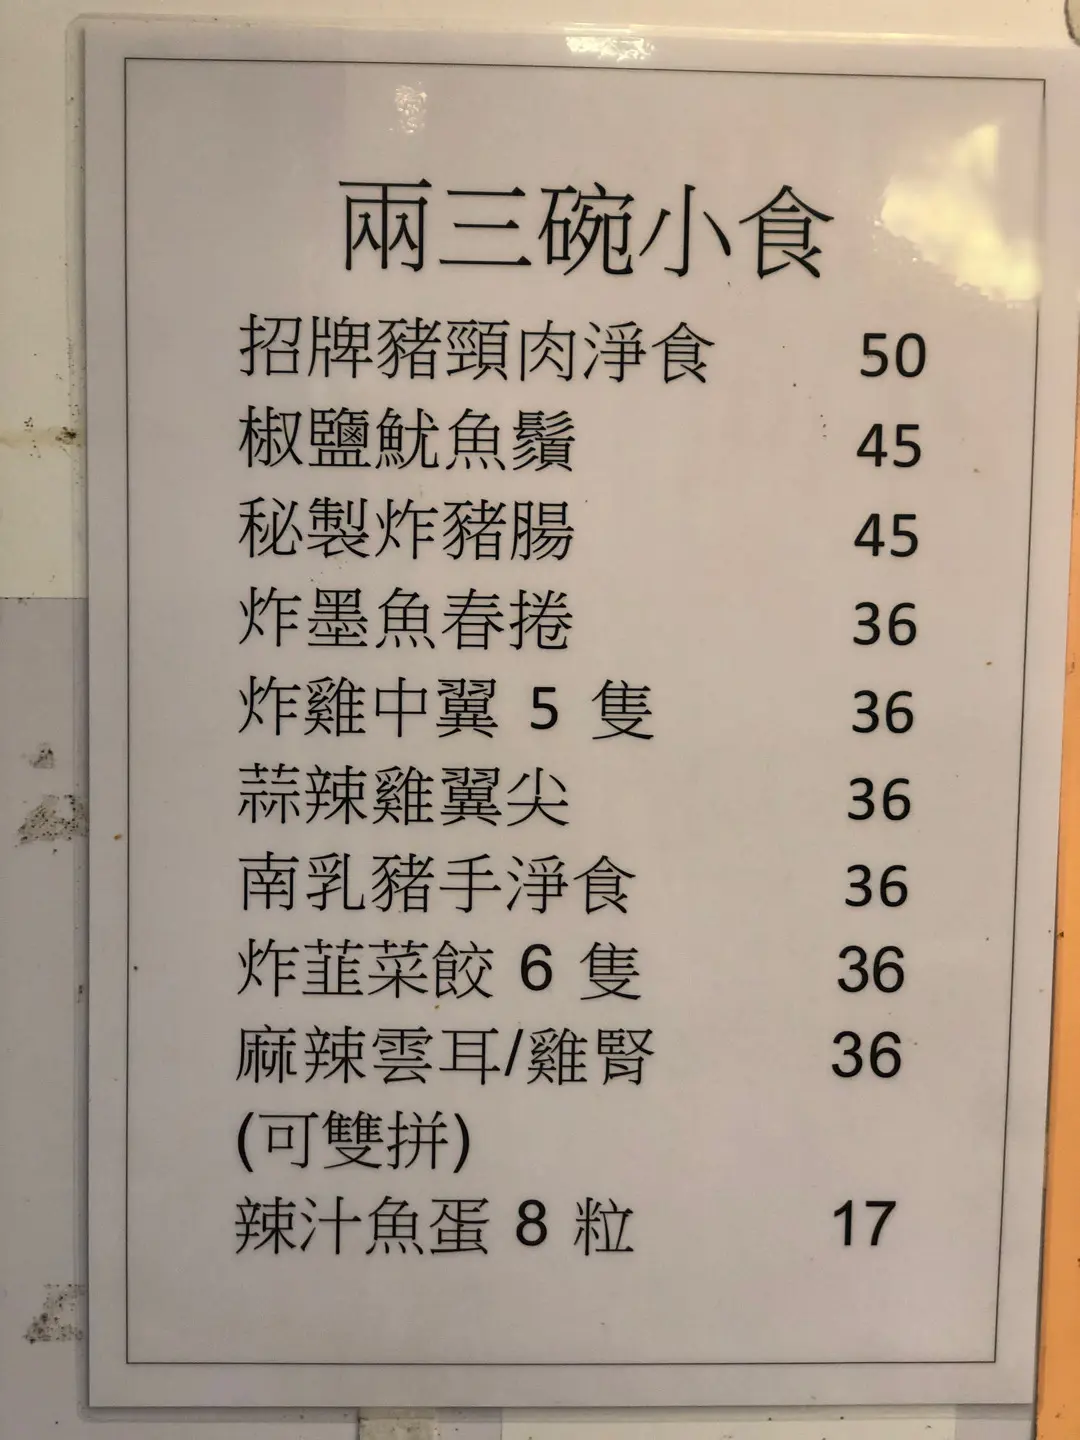 兩三碗小食
招牌豬頸肉淨食 50
椒鹽魷魚鬚 45
秘製炸豬腸 45
炸墨魚春捲 36
炸雞中翼 5 隻 36
蒜辣雞翼尖 36
南乳豬手淨食 36
炸韮菜餃 6 隻 36
麻辣雲耳/雞腎 36
(可雙拼)
辣汁魚蛋 8 粒 17